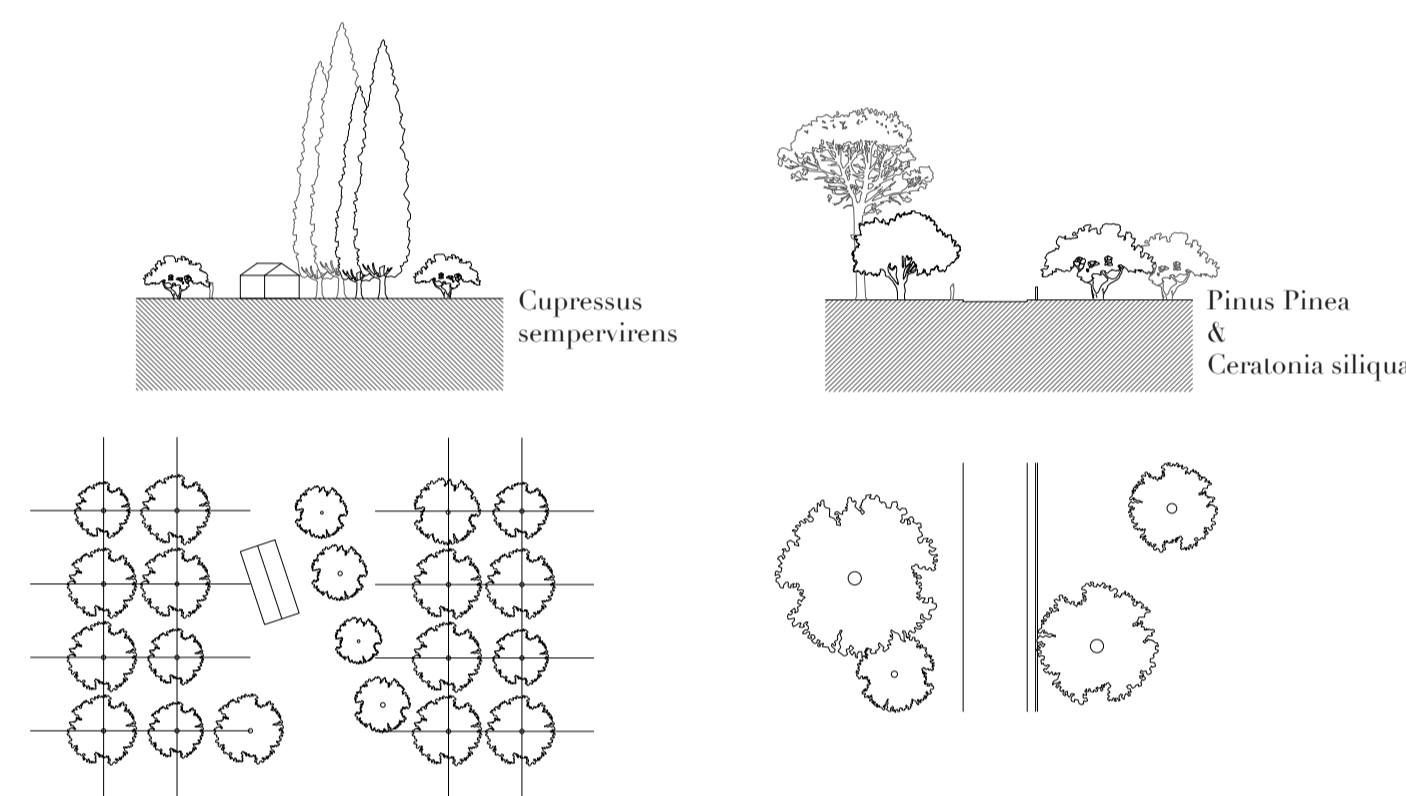 Cupressus
sempervirens
Pinus Pinea
&
Ceratonia siliqua